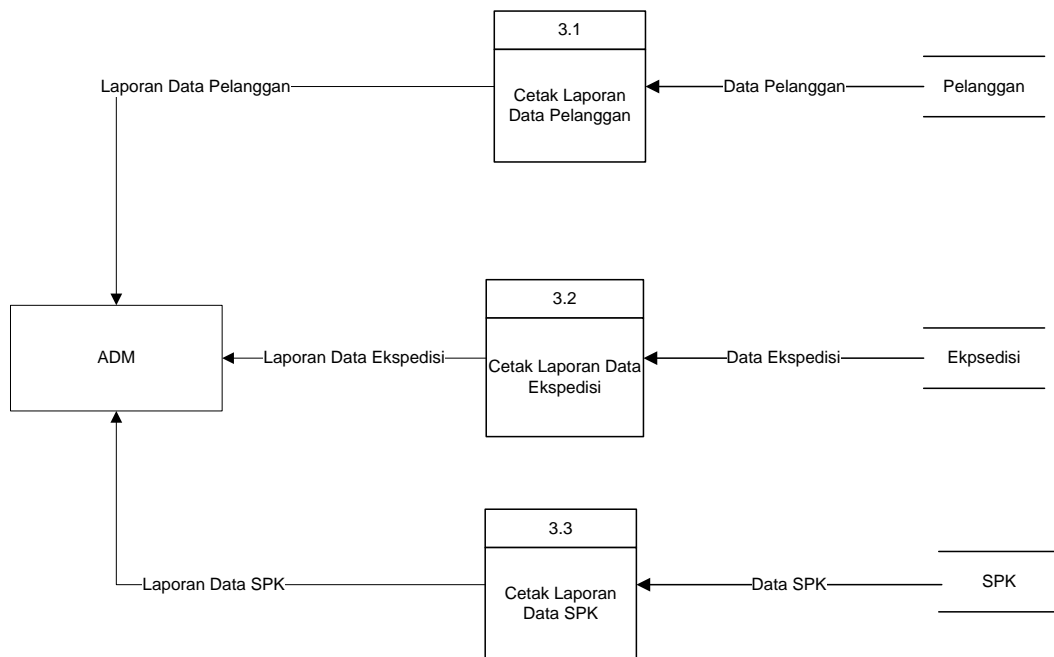 3.1
Laporan Data Pelanggan
Cetak Laporan
Data Pelanggan
Data Pelanggan
Pelanggan
3.2
ADM
Laporan Data Ekspedisi
Cetak Laporan Data
Ekspedisi
Data Ekspedisi
Ekpsedisi
3.3
Laporan Data SPK
Cetak Laporan
Data SPK
Data SPK
SPK